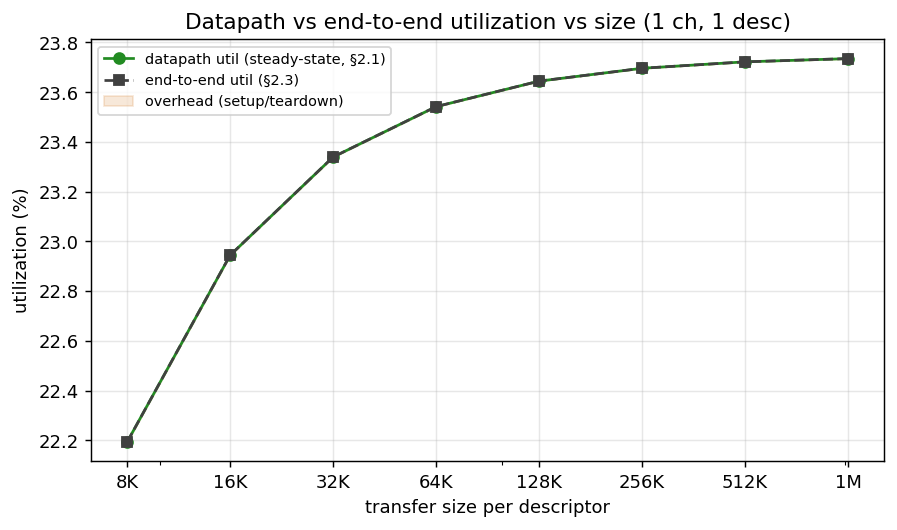 Datapath vs end-to-end utilization vs size (1 ch, 1 desc)
datapath util (steady-state, §2.1)
end-to-end util (§2.3)
overhead (setup/teardown)
utilization (%)
23.8
23.6
23.4
23.2
23.0
22.8
22.6
22.4
22.2
8K 16K 32K 64K 128K 256K 512K 1M
transfer size per descriptor